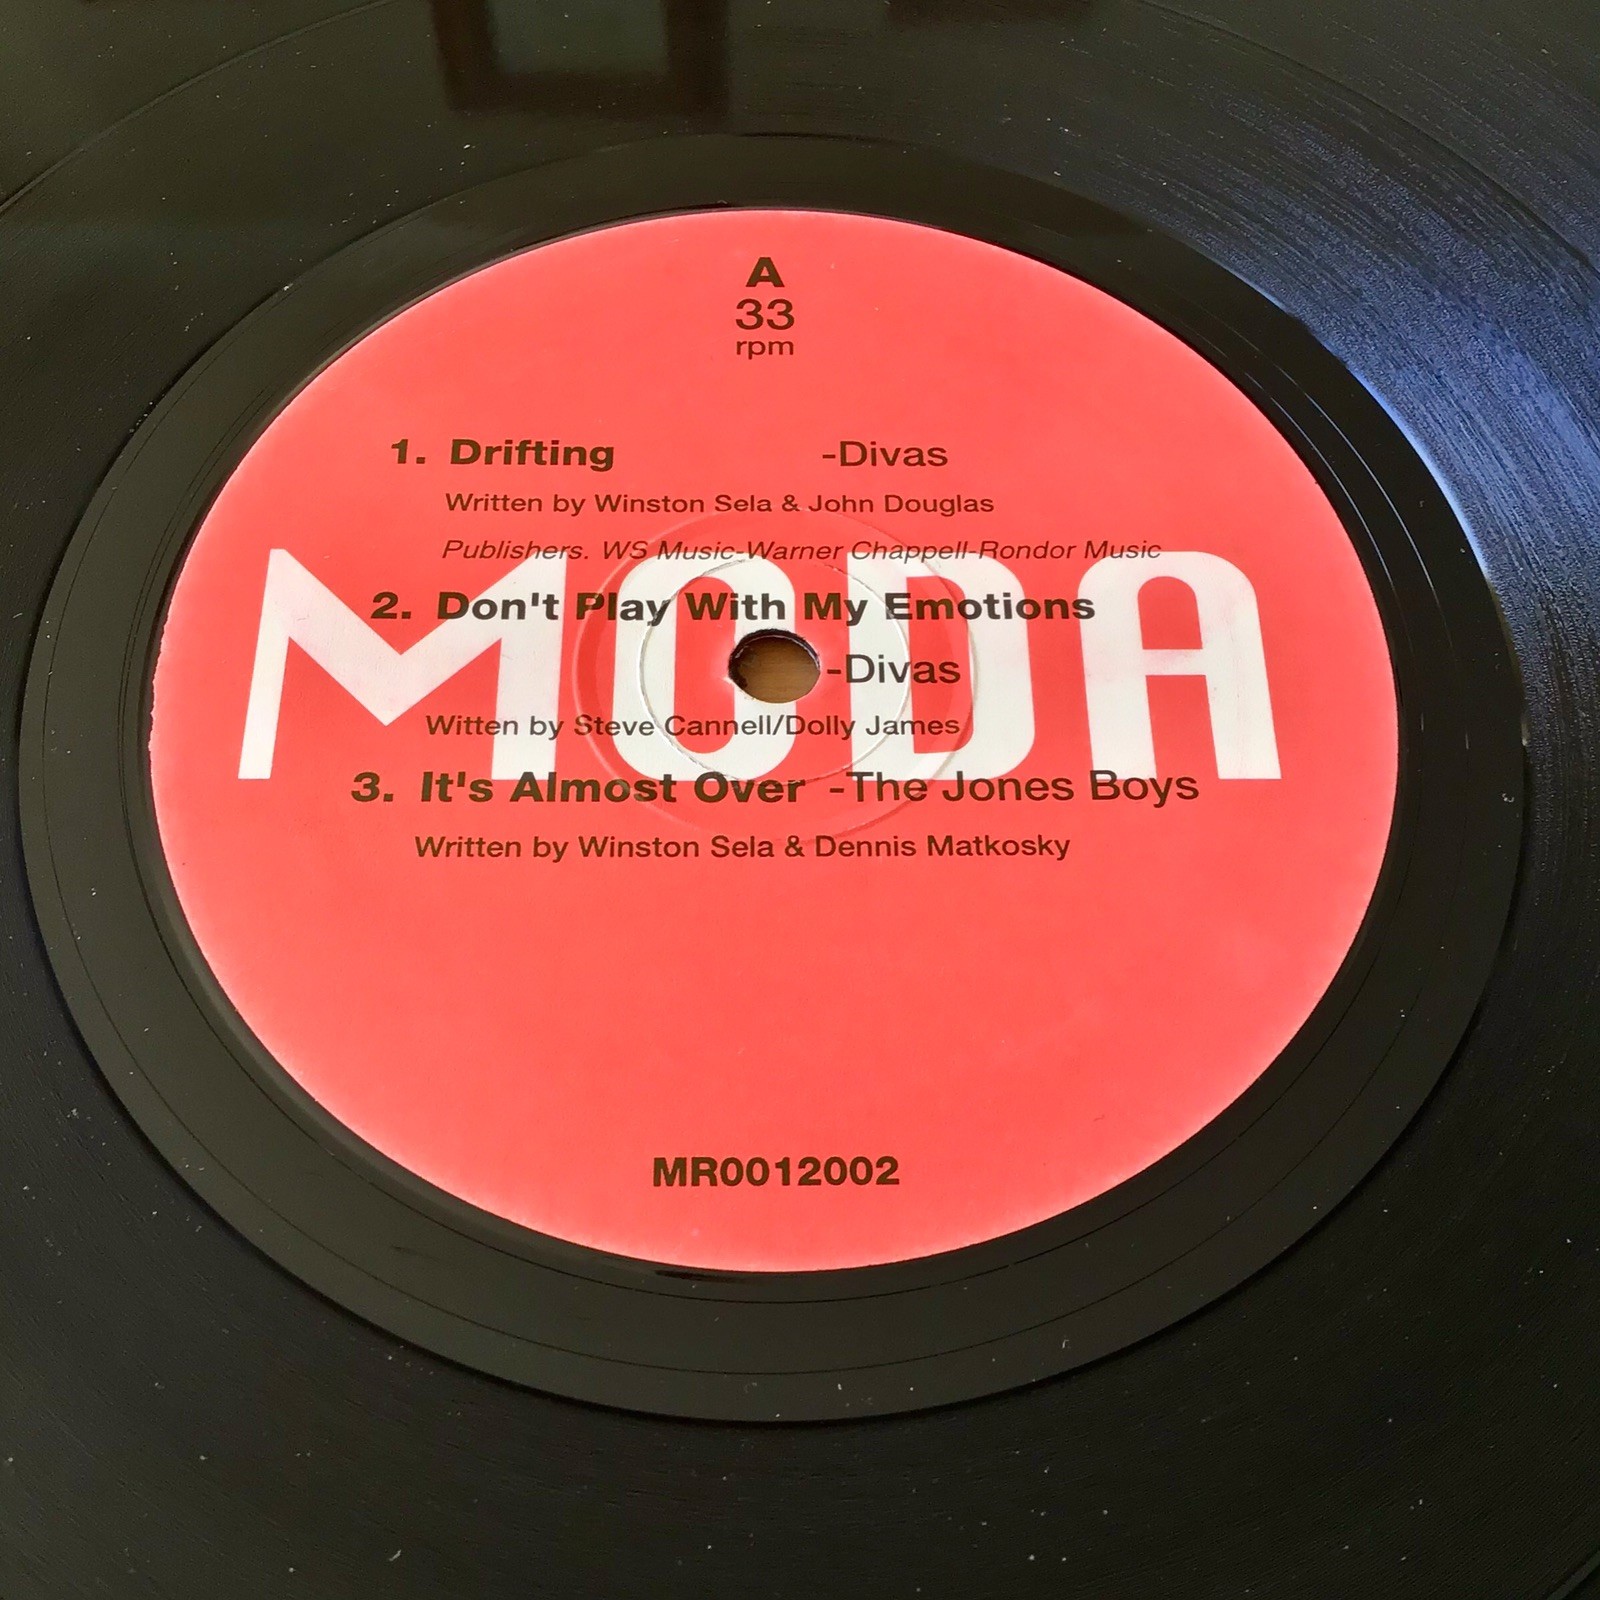 A
33
rpm
1. Drifting -Divas
Written by Winston Sela & John Douglas
Publishers. WS Music-Warner Chappell-Rondor Music
MODA
2. Don't Play With My Emotions
-Divas
Witten by Steve Cannell/Dolly James
3. It's Almost Over -The Jones Boys
Written by Winston Sela & Dennis Matkosky
MR0012002